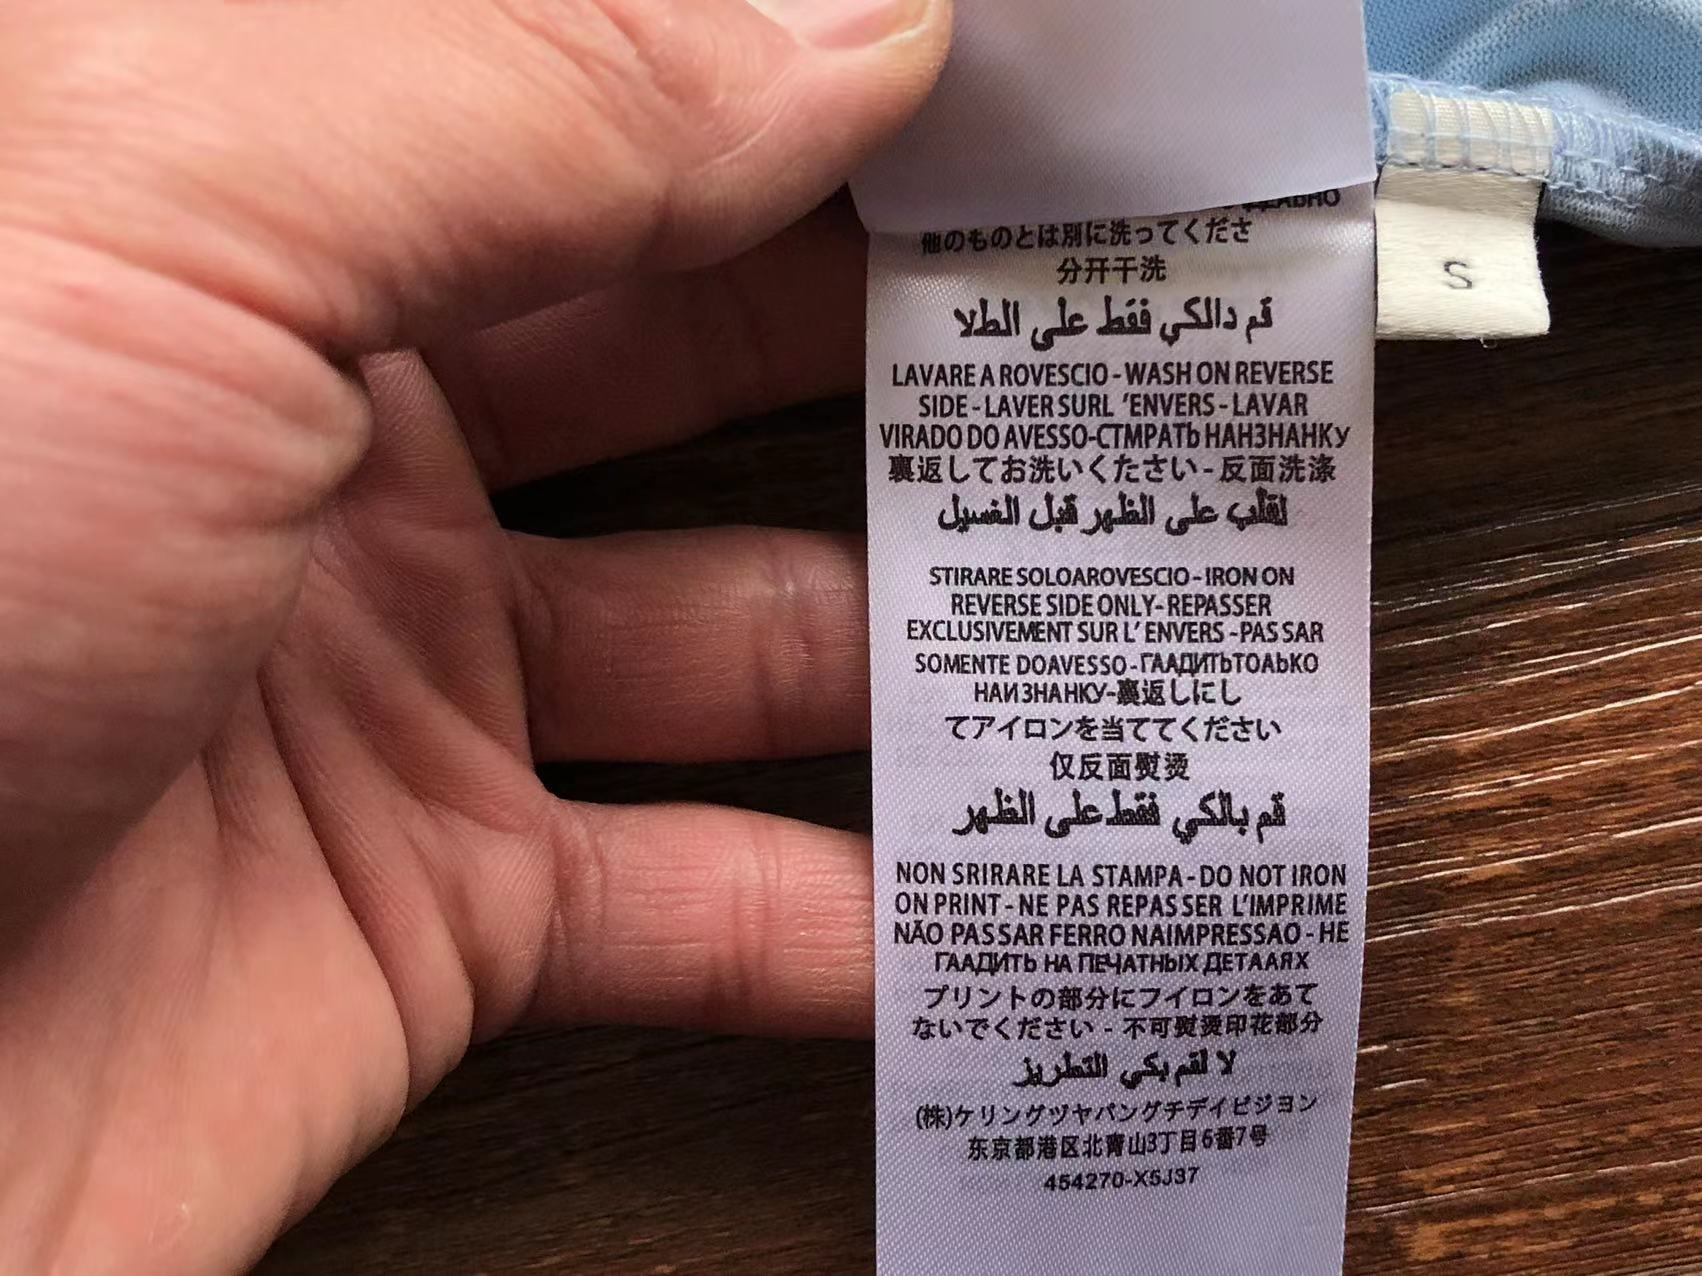 他のものとは別に洗ってくださ
分开干洗
قم دالكي فقط على الطلا
LAVARE A ROVESCIO - WASH ON REVERSE
SIDE - LAVER SURL 'ENVERS - LAVAR
VIRADO DO AVESSO-СТМРАТЬ НАНЗНАНКУ
裏返してお洗いくたさい - 反面洗涤
لقلب على الظهر قبل الغسيل
STIRARE SOLOAROVESCIO - IRON ON
REVERSE SIDE ONLY- REPASSER
EXCLUSIVEMENT SUR L' ENVERS -PAS SAR
SOMENTE DOAVESSO - ГААДИТЬТОАЬКО
НАИЗНАНКУ-裏返しにし
てアイロンを当ててください
仅反面熨烫
قم بالكي فقط على الظهر
NON SRIRARE LA STAMPA - DO NOT IRON
ON PRINT - NE PAS REPAS SER L'IMPRIME
NÃO PAS SAR FERRO NAIMPRESSAO - НЕ
ГААДИТЬ НА ПЕЧАТНЫХ ДЕТААЯХ
プリントの部分にフイロンをあて
ないでください - 不可熨烫印花部分
لا لقم بكي التطريز
(株)ケリングヅヤパングチデイビジヨン
东京都港区北青山3丁目6番7号
454270-X5J37
S